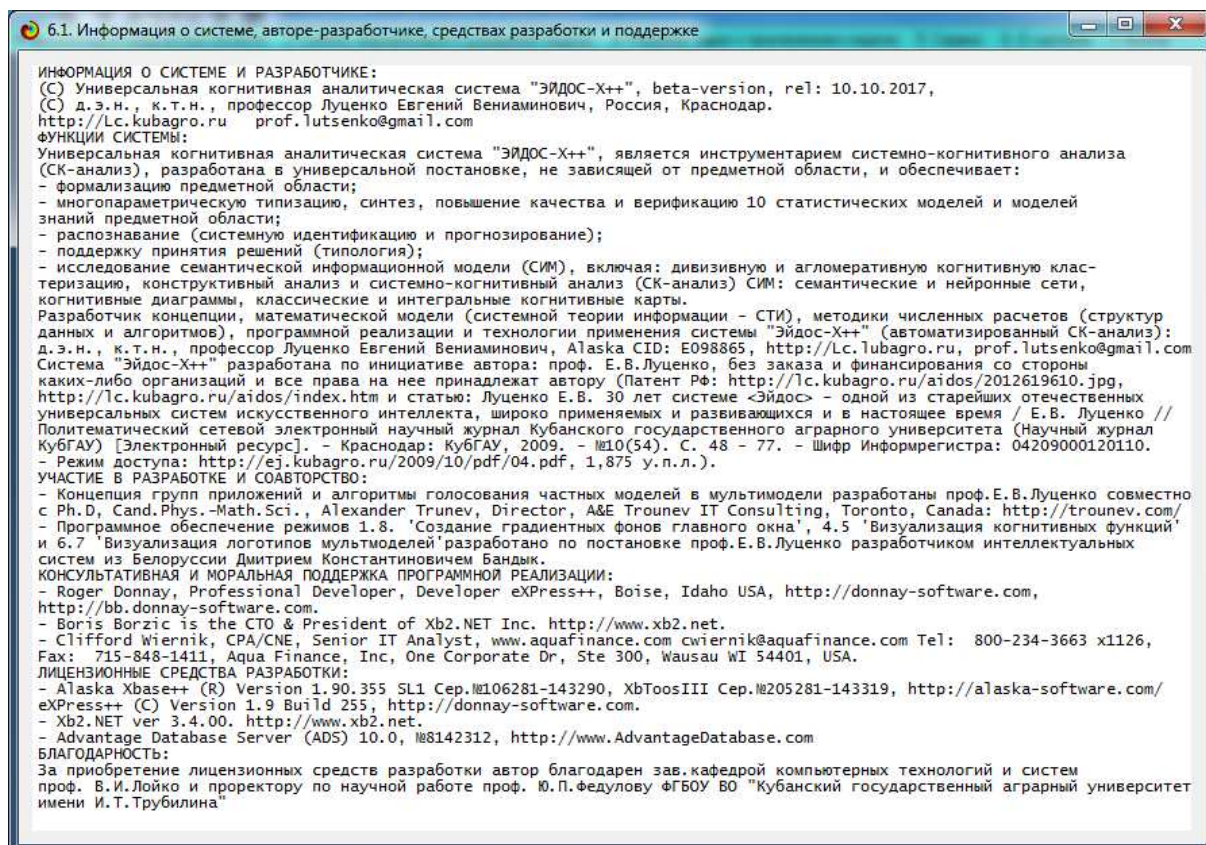 6.1. Информация о системе, авторе-разработчике, средствах разработки и поддержке
ИНФОРМАЦИЯ О СИСТЕМЕ И РАЗРАБОТЧИКЕ:
(C) Универсальная когнитивная аналитическая система "ЭЙДОС-X++", beta-version, rel: 10.10.2017,
(C) д.э.н., к.т.н., профессор Луценко Евгений Вениаминович, Россия, Краснодар.
http://Lc.kubagro.ru   prof.lutsenko@gmail.com
ФУНКЦИИ СИСТЕМЫ:
Универсальная когнитивная аналитическая система "ЭЙДОС-X++", является инструментарием системно-когнитивного анализа
(СК-анализ), разработана в универсальной постановке, не зависящей от предметной области, и обеспечивает:
- формализацию предметной области;
- многопараметрическую типизацию, синтез, повышение качества и верификацию 10 статистических моделей и моделей
знаний предметной области;
- распознавание (системную идентификацию и прогнозирование);
- поддержку принятия решений (типология);
- исследование семантической информационной модели (СИМ), включая: дивизивную и агломеративную когнитивную клас-
теризацию, конструктивный анализ и системно-когнитивный анализ (СК-анализ) СИМ: семантические и нейронные сети,
когнитивные диаграммы, классические и интегральные когнитивные карты.
Разработчик концепции, математической модели (системной теории информации - СТИ), методики численных расчетов (структур
данных и алгоритмов), программной реализации и технологии применения системы "Эйдос-X++" (автоматизированный СК-анализ):
д.э.н., к.т.н., профессор Луценко Евгений Вениаминович, Alaska CID: E098865, http://Lc.lubagro.ru, prof.lutsenko@gmail.com
Система "Эйдос-X++" разработана по инициативе автора: проф. Е.В.Луценко, без заказа и финансирования со стороны
каких-либо организаций и все права на нее принадлежат автору (Патент РФ: http://lc.kubagro.ru/aidos/2012619610.jpg,
http://lc.kubagro.ru/aidos/index.htm и статью: Луценко Е.В. 30 лет системе <Эйдос> - одной из старейших отечественных
универсальных систем искусственного интеллекта, широко применяемых и развивающихся и в настоящее время / Е.В. Луценко //
Политематический сетевой электронный научный журнал Кубанского государственного аграрного университета (Научный журнал
КубГАУ) [Электронный ресурс]. - Краснодар: КубГАУ, 2009. - №10(54). С. 48 - 77. - Шифр Информрегистра: 04209000120110.
- Режим доступа: http://ej.kubagro.ru/2009/10/pdf/04.pdf, 1,875 у.п.л.).
УЧАСТИЕ В РАЗРАБОТКЕ И СОАВТОРСТВО:
- Концепция групп приложений и алгоритмы голосования частных моделей в мультимодели разработаны проф.Е.В.Луценко совместно
с Ph.D, Cand.Phys.-Math.Sci., Alexander Trunev, Director, A&E Trounev IT Consulting, Toronto, Canada: http://trounev.com/
- Программное обеспечение режимов 1.8. 'Создание градиентных фонов главного окна', 4.5 'Визуализация когнитивных функций'
и 6.7 'Визуализация логотипов мультмоделей'разработано по постановке проф.Е.В.Луценко разработчиком интеллектуальных
систем из Белоруссии Дмитрием Константиновичем Бандык.
КОНСУЛЬТАТИВНАЯ И МОРАЛЬНАЯ ПОДДЕРЖКА ПРОГРАММНОЙ РЕАЛИЗАЦИИ:
- Roger Donnay, Professional Developer, Developer eXPress++, Boise, Idaho USA, http://donnay-software.com,
http://bb.donnay-software.com.
- Boris Borzic is the CTO & President of Xb2.NET Inc. http://www.xb2.net.
- Clifford Wiernik, CPA/CNE, Senior IT Analyst, www.aquafinance.com cwiernik@aquafinance.com Tel:  800-234-3663 x1126,
Fax:  715-848-1411, Aqua Finance, Inc, One Corporate Dr, Ste 300, Wausau WI 54401, USA.
ЛИЦЕНЗИОННЫЕ СРЕДСТВА РАЗРАБОТКИ:
- Alaska Xbase++ (R) Version 1.90.355 SL1 Сер.№106281-143290, XbToosIII Сер.№205281-143319, http://alaska-software.com/
eXPress++ (C) Version 1.9 Build 255, http://donnay-software.com.
- Xb2.NET ver 3.4.00. http://www.xb2.net.
- Advantage Database Server (ADS) 10.0, №8142312, http://www.AdvantageDatabase.com
БЛАГОДАРНОСТЬ:
За приобретение лицензионных средств разработки автор благодарен зав.кафедрой компьютерных технологий и систем
проф. В.И.Лойко и проректору по научной работе проф. Ю.П.Федулову ФГБОУ ВО "Кубанский государственный аграрный университет
имени И.Т.Трубилина"